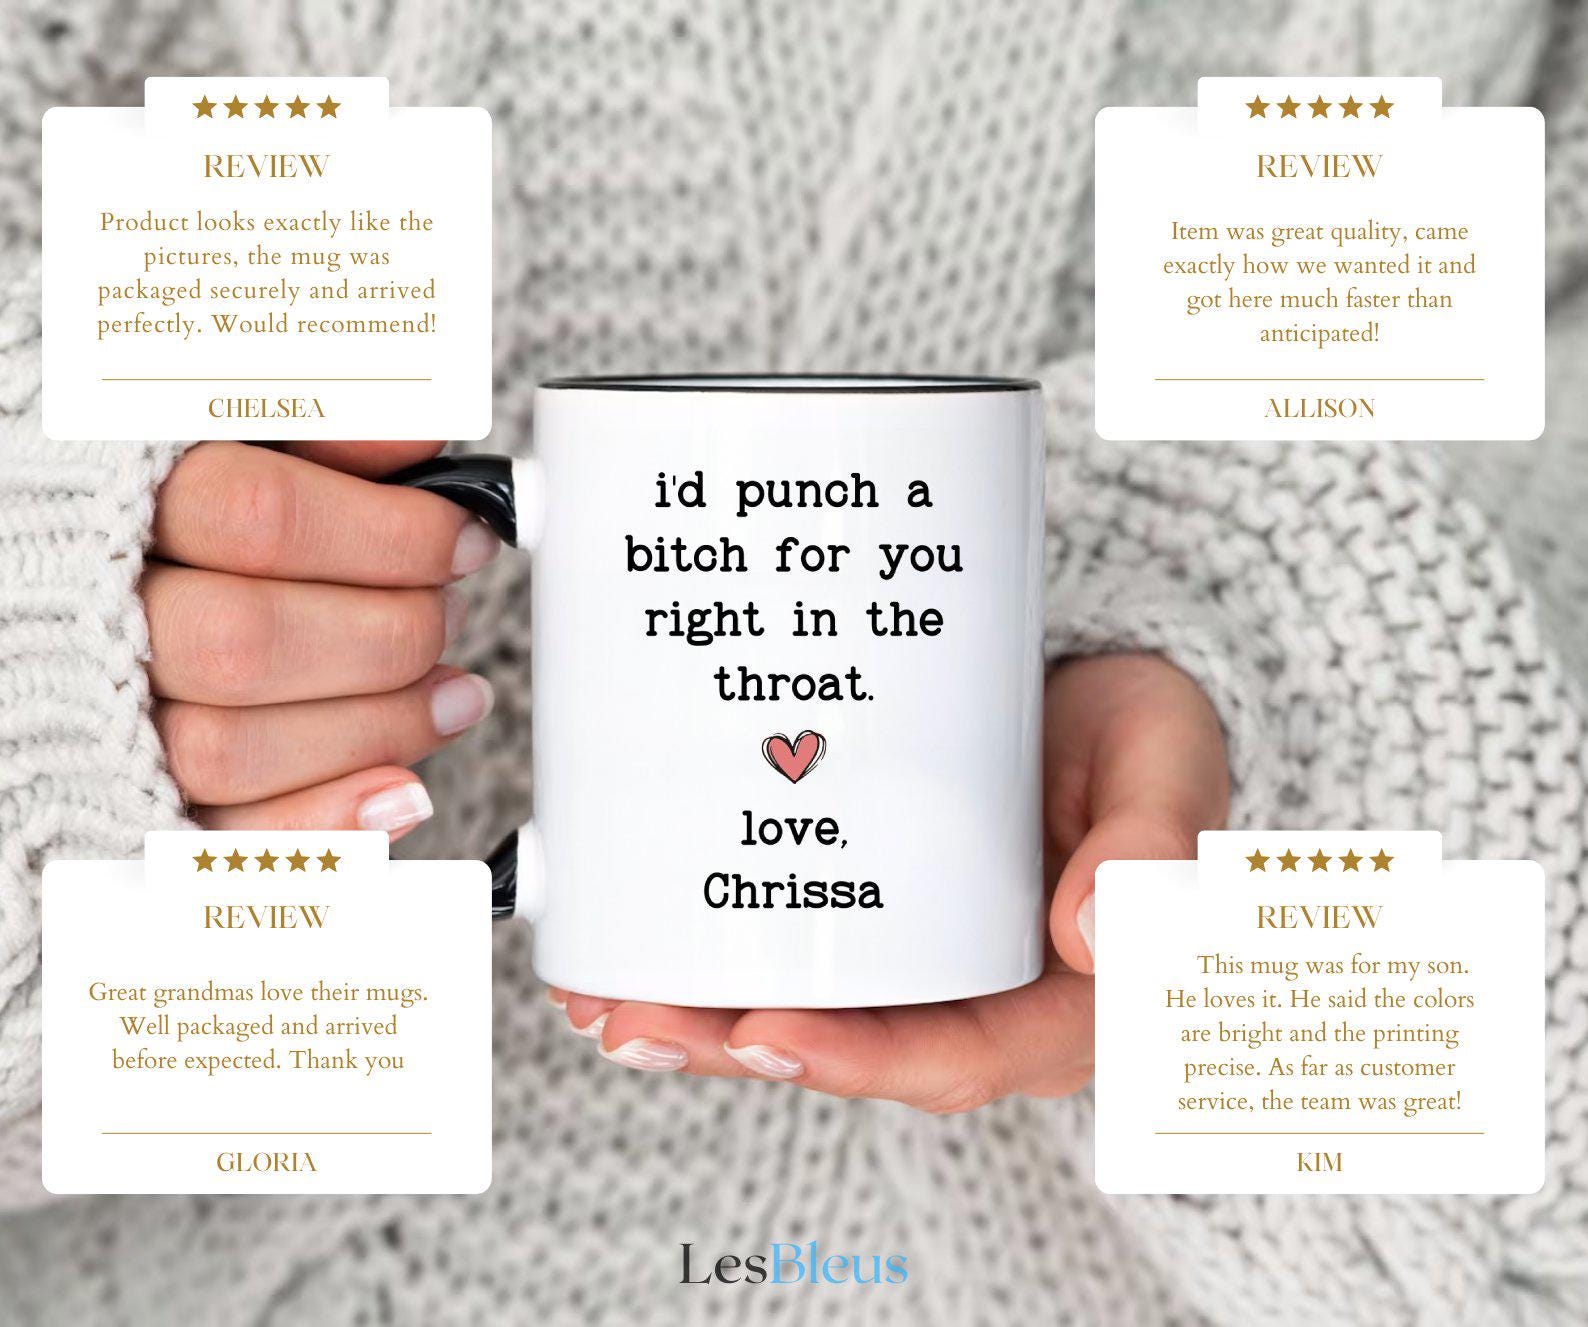 REVIEW
Product looks exactly like the
pictures, the mug was
packaged securely and arrived
perfectly. Would recommend!
CHELSEA
REVIEW
Item was great quality, came
exactly how we wanted it and
got here much faster than
anticipated!
ALLISON
i'd punch a
bitch for you
right in the
throat.
love,
Chrissa
REVIEW
Great grandmas love their mugs.
Well packaged and arrived
before expected. Thank you
GLORIA
REVIEW
This mug was for my son.
He loves it. He said the colors
are bright and the printing
precise. As far as customer
service, the team was great!
KIM
LesBleus